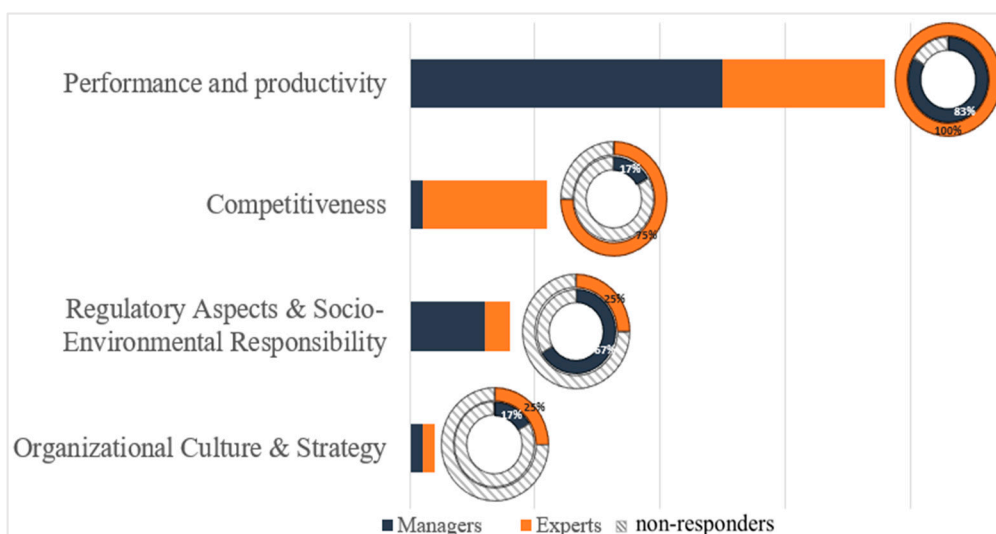 Performance and productivity
83%
100%
Competitiveness
17%
75%
Regulatory Aspects & Socio-
Environmental Responsibility
25%
67%
Organizational Culture & Strategy
25%
17%
Managers Experts non-responders